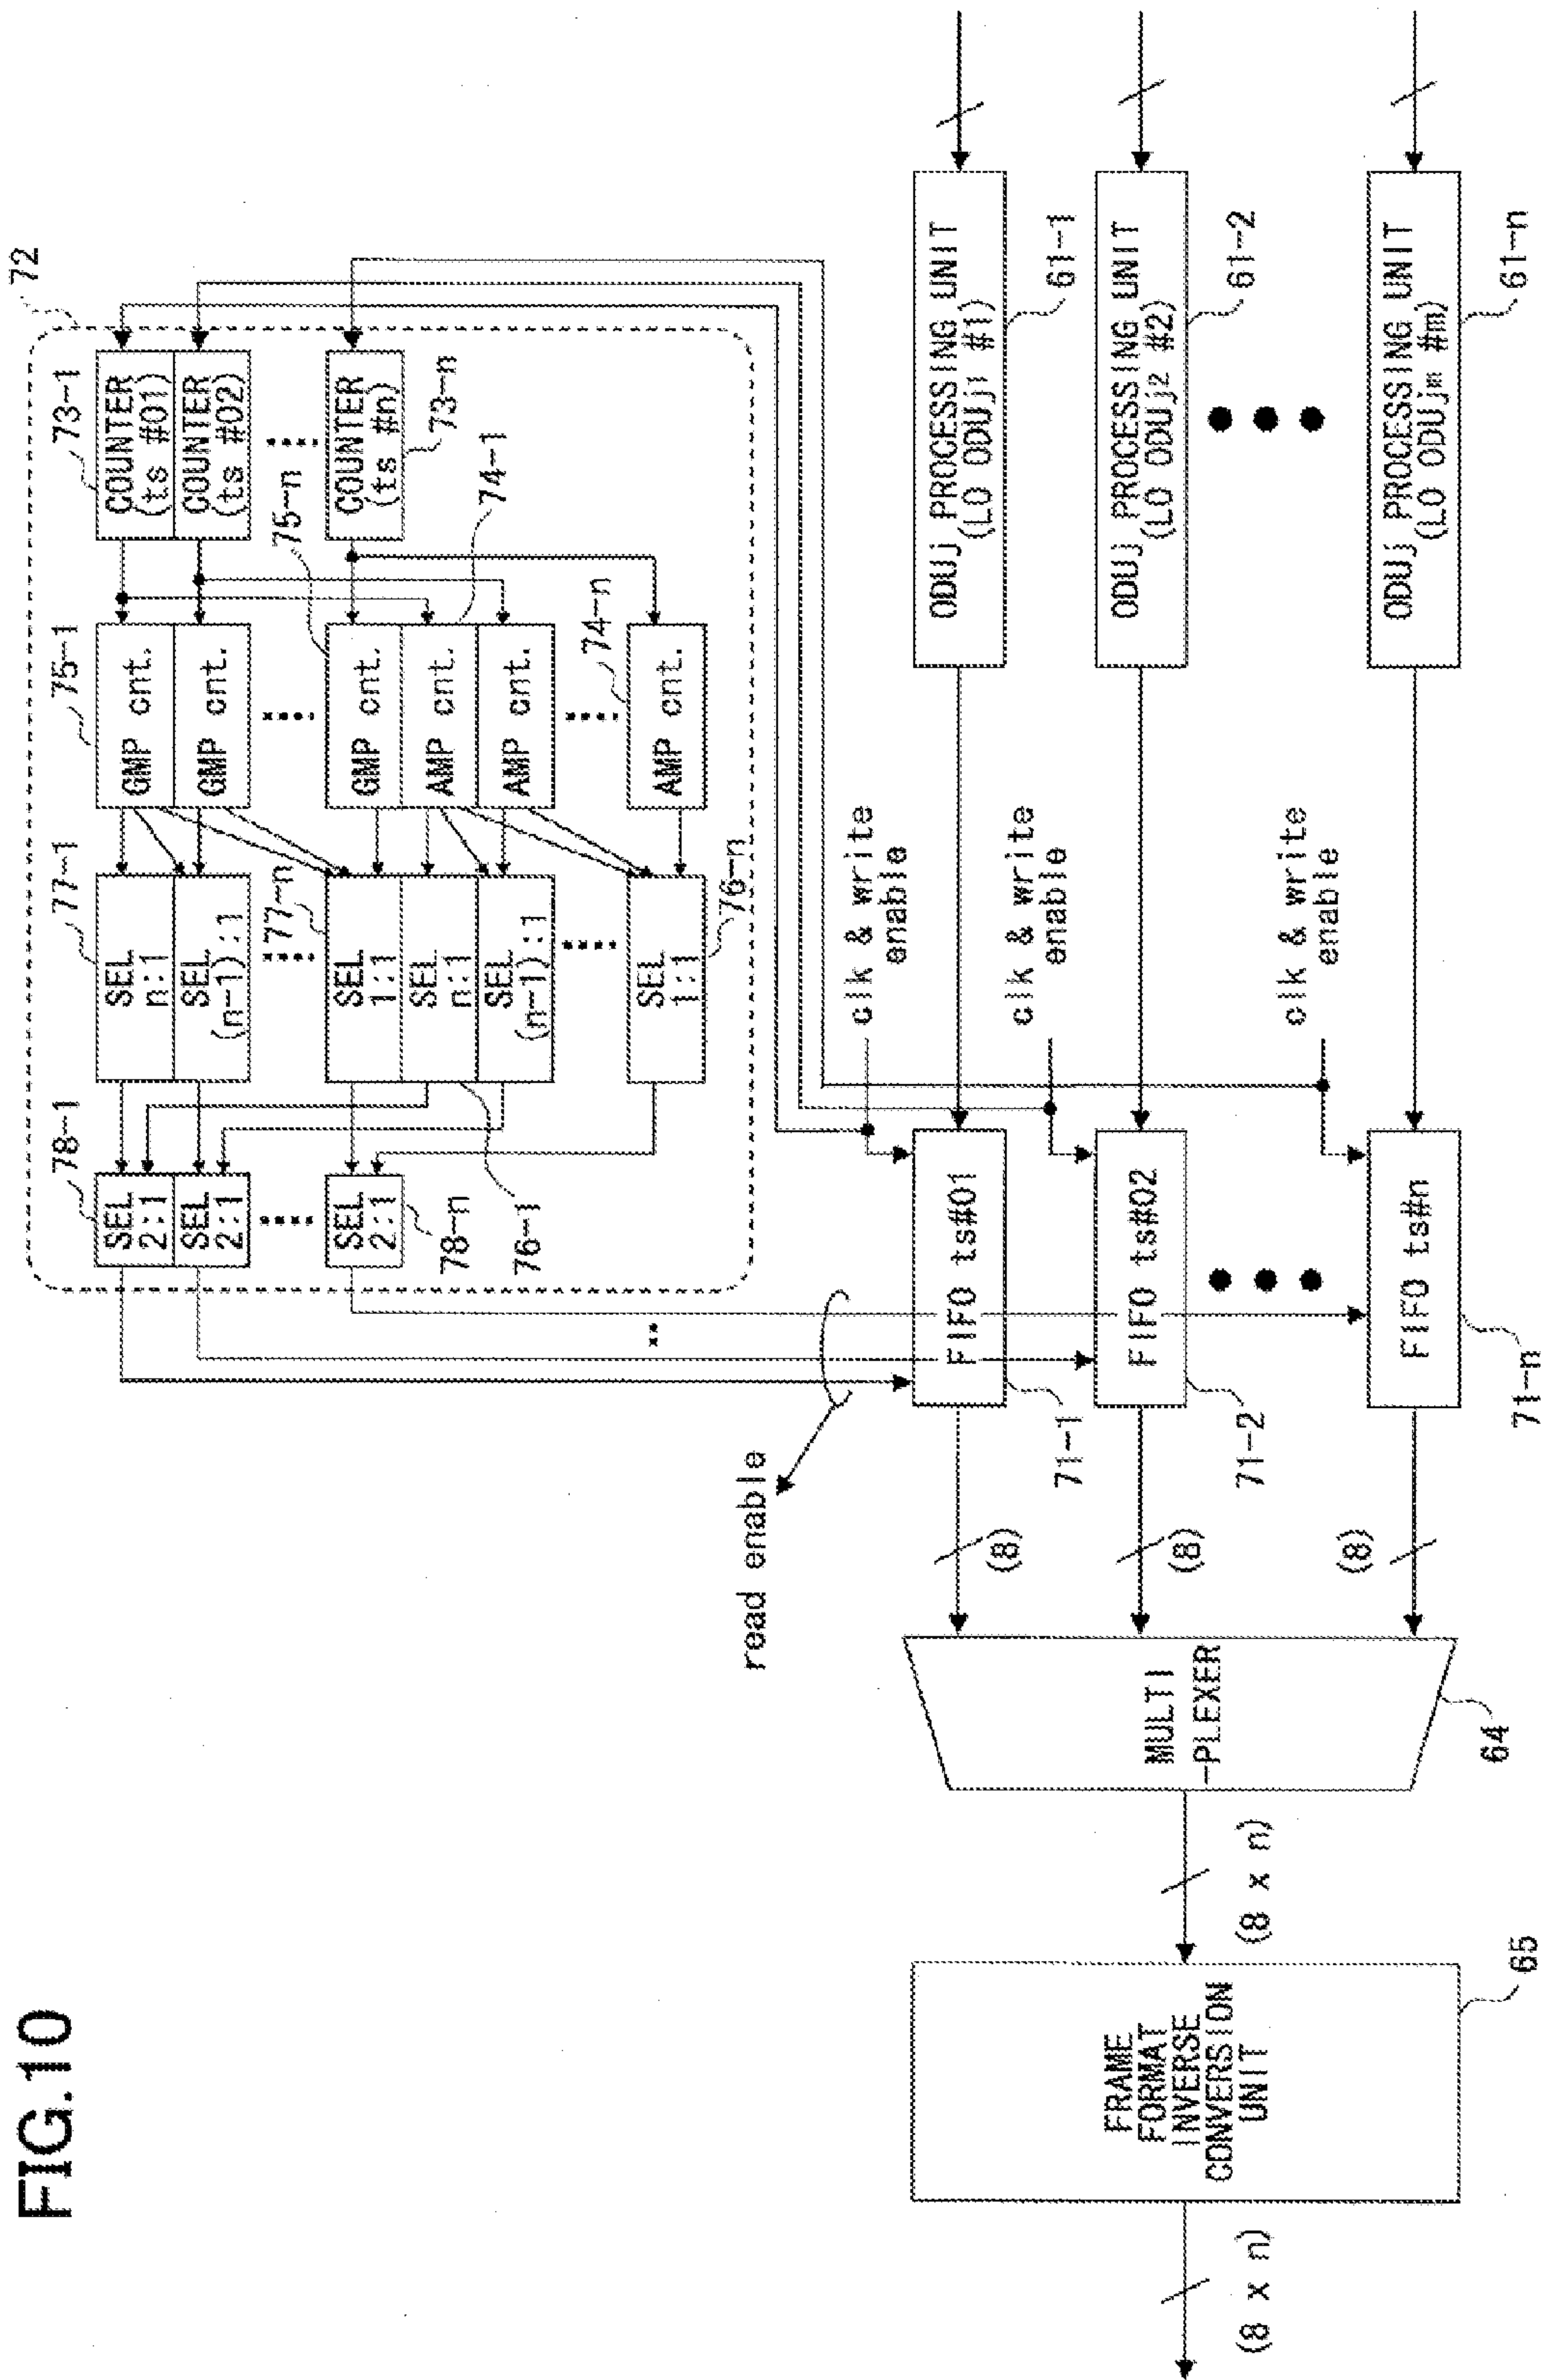 FIG.10
72
78-1
77-1
75-1
73-1
SEL
2:1
SEL
n:1
GMP cnt.
COUNTER
(ts #01)
SEL
2:1
SEL
(n-1):1
GMP cnt.
COUNTER
(ts #02)
77-n
75-n
SEL
2:1
SEL
1:1
GMP cnt.
COUNTER
(ts #n)
78-n
SEL
n:1
AMP cnt.
73-n
76-1
SEL
(n-1):1
AMP cnt.
74-1
74-n
SEL
1:1
AMP cnt.
76-n
read enable
clk & write
enable
clk & write
enable
clk & write
enable
FIFO ts#01
71-1
ODUj PROCESSING UNIT
(LO ODUj1 #1)
61-1
FIFO ts#02
71-2
ODUj PROCESSING UNIT
(LO ODUj2 #2)
61-2
FIFO ts#n
71-n
ODUj PROCESSING UNIT
(LO ODUjm #m)
61-n
(8)
(8)
(8)
MULTI
-PLEXER
64
(8 x n)
FRAME
FORMAT
INVERSE
CONVERSION
UNIT
65
(8 x n)